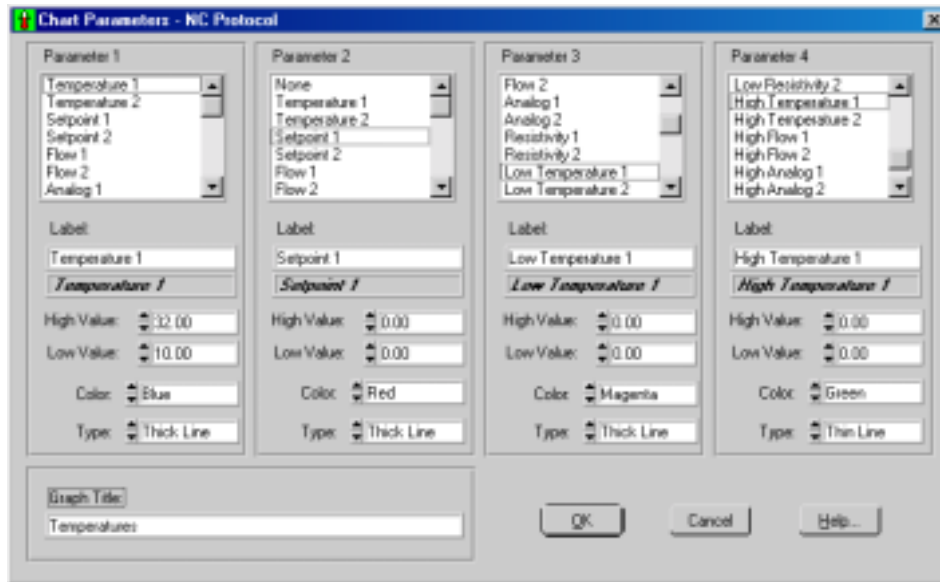 Chart Parameters - NC Protocol
Parameter 1
Temperature 1
Temperature 2
Setpoint 1
Setpoint 2
Flow 1
Flow 2
Analog 1
Label:
Temperature 1
Temperature 1
High Value: 32.00
Low Value: 10.00
Color: Blue
Type: Thick Line
Parameter 2
None
Temperature 1
Temperature 2
Setpoint 1
Setpoint 2
Flow 1
Flow 2
Label:
Setpoint 1
Setpoint 1
High Value: 0.00
Low Value: 0.00
Color: Red
Type: Thick Line
Parameter 3
Flow 2
Analog 1
Analog 2
Resistivity 1
Resistivity 2
Low Temperature 1
Low Temperature 2
Label:
Low Temperature 1
Low Temperature 1
High Value: 0.00
Low Value: 0.00
Color: Magenta
Type: Thick Line
Parameter 4
Low Resistivity 2
High Temperature 1
High Temperature 2
High Flow 1
High Flow 2
High Analog 1
High Analog 2
Label:
High Temperature 1
High Temperature 1
High Value: 0.00
Low Value: 0.00
Color: Green
Type: Thin Line
Graph Title:
Temperatures
OK
Cancel
Help...